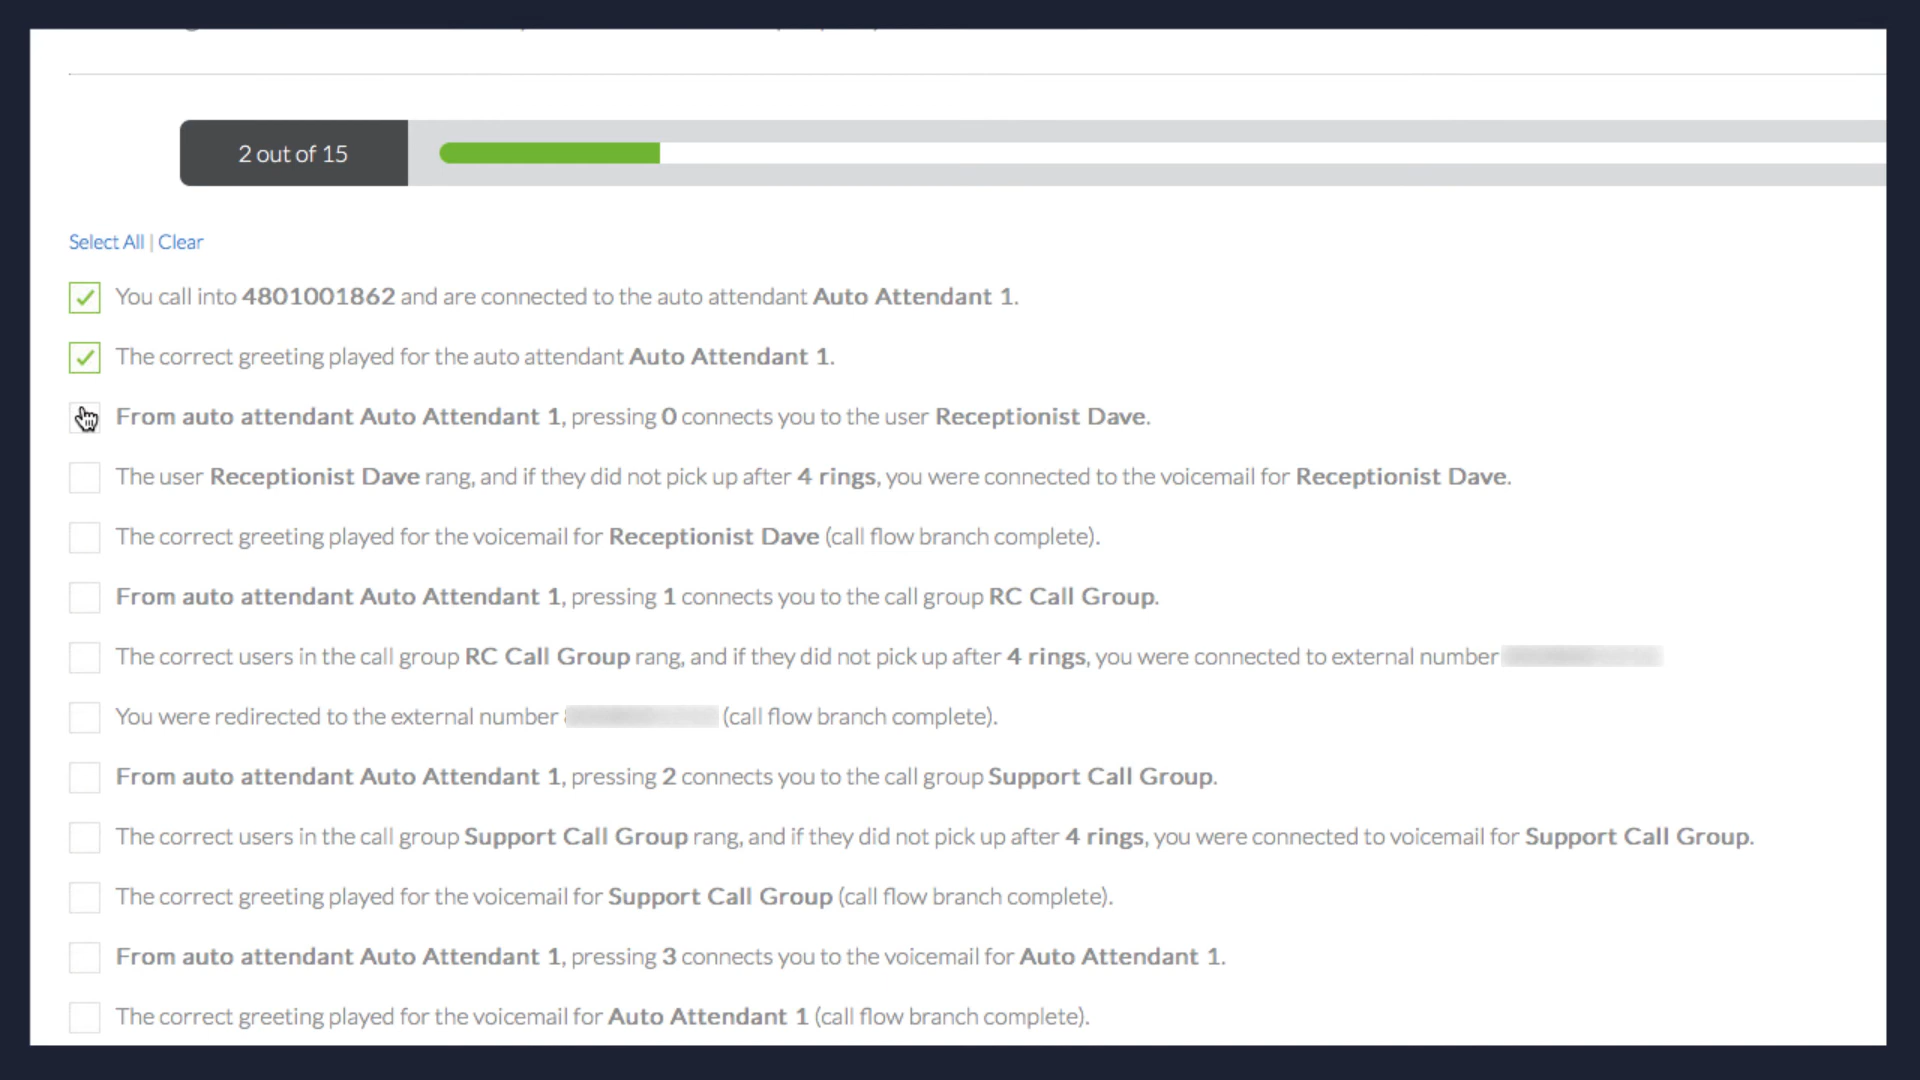 2 out of 15
Select All | Clear
You call into 4801001862 and are connected to the auto attendant Auto Attendant 1.
The correct greeting played for the auto attendant Auto Attendant 1.
From auto attendant Auto Attendant 1, pressing 0 connects you to the user Receptionist Dave.
The user Receptionist Dave rang, and if they did not pick up after 4 rings, you were connected to the voicemail for Receptionist Dave.
The correct greeting played for the voicemail for Receptionist Dave (call flow branch complete).
From auto attendant Auto Attendant 1, pressing 1 connects you to the call group RC Call Group.
The correct users in the call group RC Call Group rang, and if they did not pick up after 4 rings, you were connected to external number
You were redirected to the external number (call flow branch complete).
From auto attendant Auto Attendant 1, pressing 2 connects you to the call group Support Call Group.
The correct users in the call group Support Call Group rang, and if they did not pick up after 4 rings, you were connected to voicemail for Support Call Group.
The correct greeting played for the voicemail for Support Call Group (call flow branch complete).
From auto attendant Auto Attendant 1, pressing 3 connects you to the voicemail for Auto Attendant 1.
The correct greeting played for the voicemail for Auto Attendant 1 (call flow branch complete).